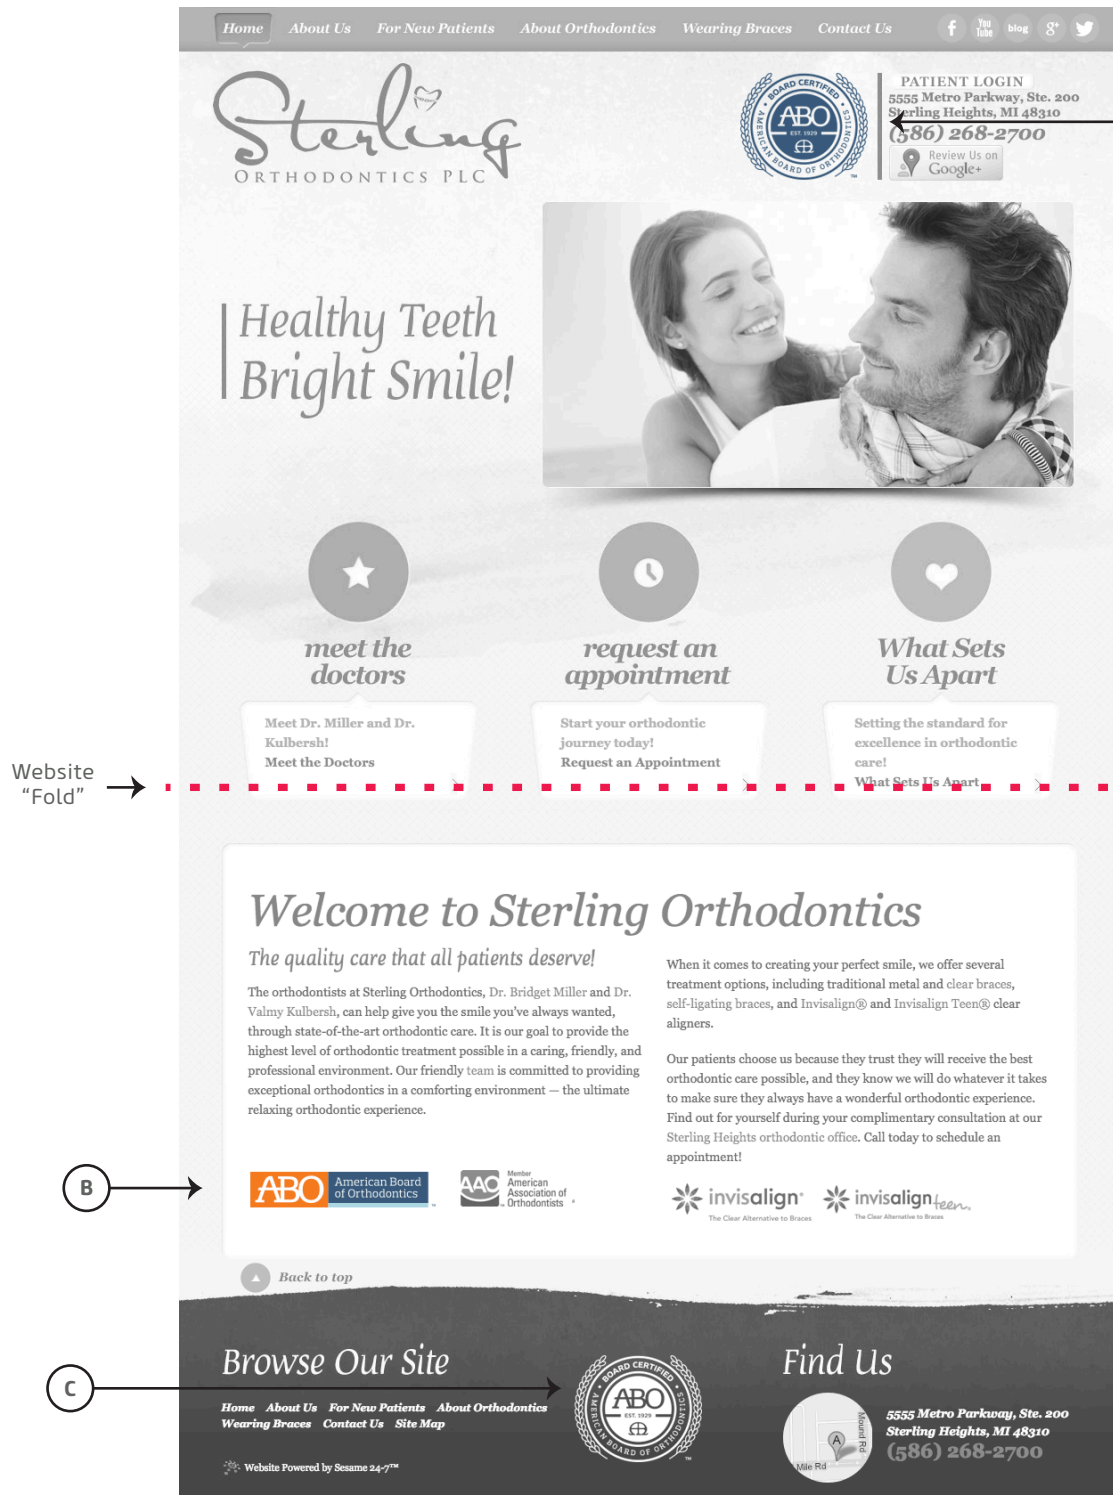 Home About Us For New Patients About Orthodontics Wearing Braces Contact Us f You Tube blog g+
Sterling
ORTHODONTICS PLC
BOARD CERTIFIED
AMERICAN BOARD OF ORTHODONTICS
ABO
EST. 1929
™
PATIENT LOGIN
5555 Metro Parkway, Ste. 200
Sterling Heights, MI 48310
(586) 268-2700
Review Us on
Google+
Healthy Teeth
Bright Smile!
meet the
doctors
Meet Dr. Miller and Dr.
Kulbersh!
Meet the Doctors
request an
appointment
Start your orthodontic
journey today!
Request an Appointment
What Sets
Us Apart
Setting the standard for
excellence in orthodontic
care!
What Sets Us Apart
Website
“Fold”
Welcome to Sterling Orthodontics
The quality care that all patients deserve!
The orthodontists at Sterling Orthodontics, Dr. Bridget Miller and Dr.
Valmy Kulbersh, can help give you the smile you’ve always wanted,
through state-of-the-art orthodontic care. It is our goal to provide the
highest level of orthodontic treatment possible in a caring, friendly, and
professional environment. Our friendly team is committed to providing
exceptional orthodontics in a comforting environment — the ultimate
relaxing orthodontic experience.
When it comes to creating your perfect smile, we offer several
treatment options, including traditional metal and clear braces,
self-ligating braces, and Invisalign® and Invisalign Teen® clear
aligners.
Our patients choose us because they trust they will receive the best
orthodontic care possible, and they know we will do whatever it takes
to make sure they always have a wonderful orthodontic experience.
Find out for yourself during your complimentary consultation at our
Sterling Heights orthodontic office. Call today to schedule an
appointment!
B
ABO American Board
of Orthodontics ™
AAO Member
American
Association of
Orthodontists
invisalign
The Clear Alternative to Braces
invisalign teen
The Clear Alternative to Braces
Back to top
C
Browse Our Site
Home About Us For New Patients About Orthodontics
Wearing Braces Contact Us Site Map
Website Powered by Sesame 24-7™
BOARD CERTIFIED
AMERICAN BOARD OF ORTHODONTICS
ABO
EST. 1929
™
Find Us
Mound Rd
A
Mile Rd
5555 Metro Parkway, Ste. 200
Sterling Heights, MI 48310
(586) 268-2700